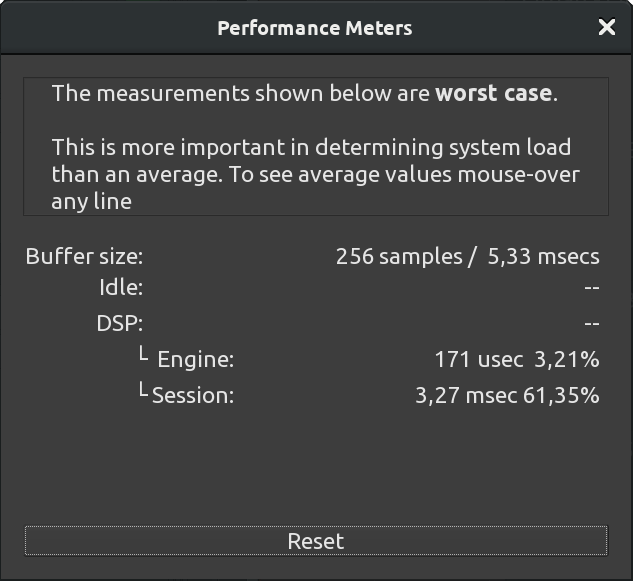 Performance Meters
The measurements shown below are worst case.
This is more important in determining system load
than an average. To see average values mouse-over
any line
Buffer size: 256 samples / 5,33 msecs
Idle: --
DSP: --
└ Engine: 171 usec 3,21%
└ Session: 3,27 msec 61,35%
Reset